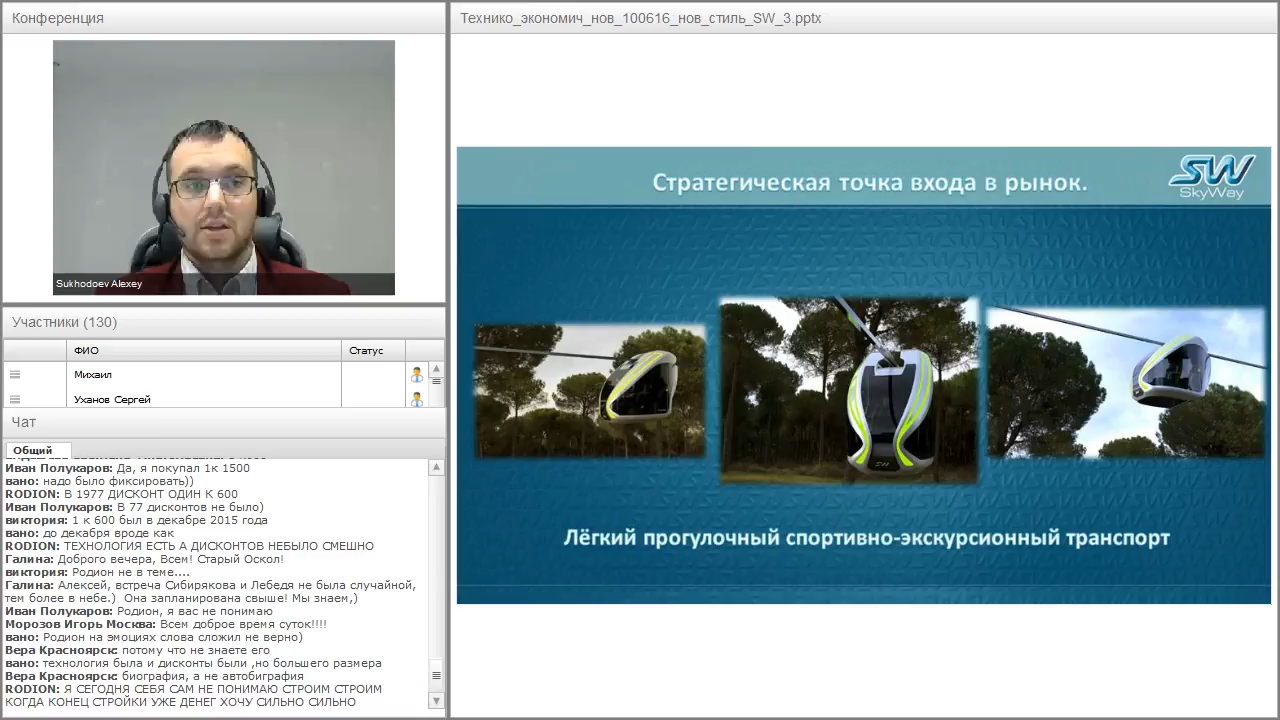 Конференция
Sukhodoev Alexey
Участники (130)
ФИО
Статус
Михаил
Уханов Сергей
Чат
Общий
Иван Полукаров: Да, я покупал 1к 1500
вано: надо было фиксировать))
RODION: В 1977 ДИСКОНТ ОДИН К 600
Иван Полукаров: В 77 дисконтов не было)
виктория: 1 к 600 был в декабре 2015 года
вано: до декабря вроде как
RODION: ТЕХНОЛОГИЯ ЕСТЬ А ДИСКОНТОВ НЕБЫЛО СМЕШНО
Галина: Доброго вечера, Всем! Старый Оскол!
виктория: Родион не в теме....
Галина: Алексей, встреча Сибирякова и Лебедя не была случайной,
тем более в небе.) Она запланирована свыше! Мы знаем,)
Иван Полукаров: Родион, я вас не понимаю
Морозов Игорь Москва: Всем доброе время суток!!!!
вано: Родион на эмоциях слова сложил не верно)
Вера Красноярск: потому что не знаете его
вано: технология была и дисконты были ,но большего размера
Вера Красноярск: биография, а не автобиграфия
RODION: Я СЕГОДНЯ СЕБЯ САМ НЕ ПОНИМАЮ СТРОИМ СТРОИМ
КОГДА КОНЕЦ СТРОЙКИ УЖЕ ДЕНЕГ ХОЧУ СИЛЬНО СИЛЬНО
Технико_экономич_нов_100616_нов_стиль_SW_3.pptx
Стратегическая точка входа в рынок.
SW
SkyWay
SW
Лёгкий прогулочный спортивно-экскурсионный транспорт